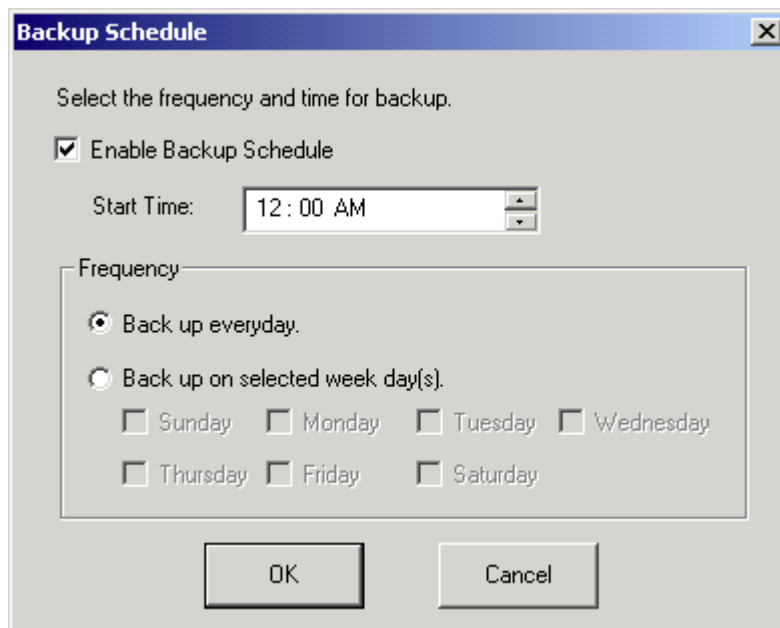 Backup Schedule
Select the frequency and time for backup.
Enable Backup Schedule
Start Time: 12 : 00 AM
Frequency
Back up everyday.
Back up on selected week day(s).
Sunday Monday Tuesday Wednesday
Thursday Friday Saturday
OK Cancel